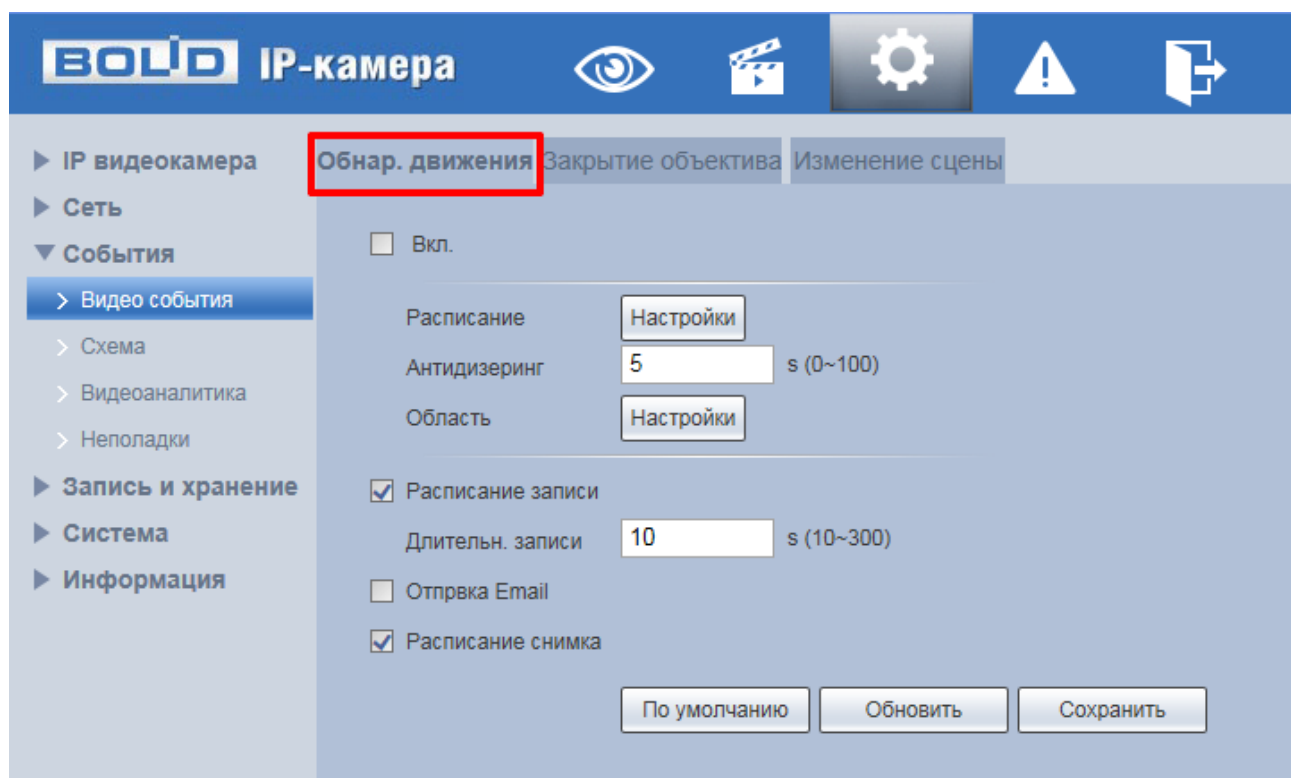 BOLID IP-камера
IP видеокамера
Сеть
События
Видео события
Схема
Видеоаналитика
Неполадки
Запись и хранение
Система
Информация
Обнар. движения Закрытие объектива Изменение сцены
Вкл.
Расписание Настройки
Антидизеринг 5 s (0~100)
Область Настройки
Расписание записи
Длительн. записи 10 s (10~300)
Отпрвка Email
Расписание снимка
По умолчанию Обновить Сохранить